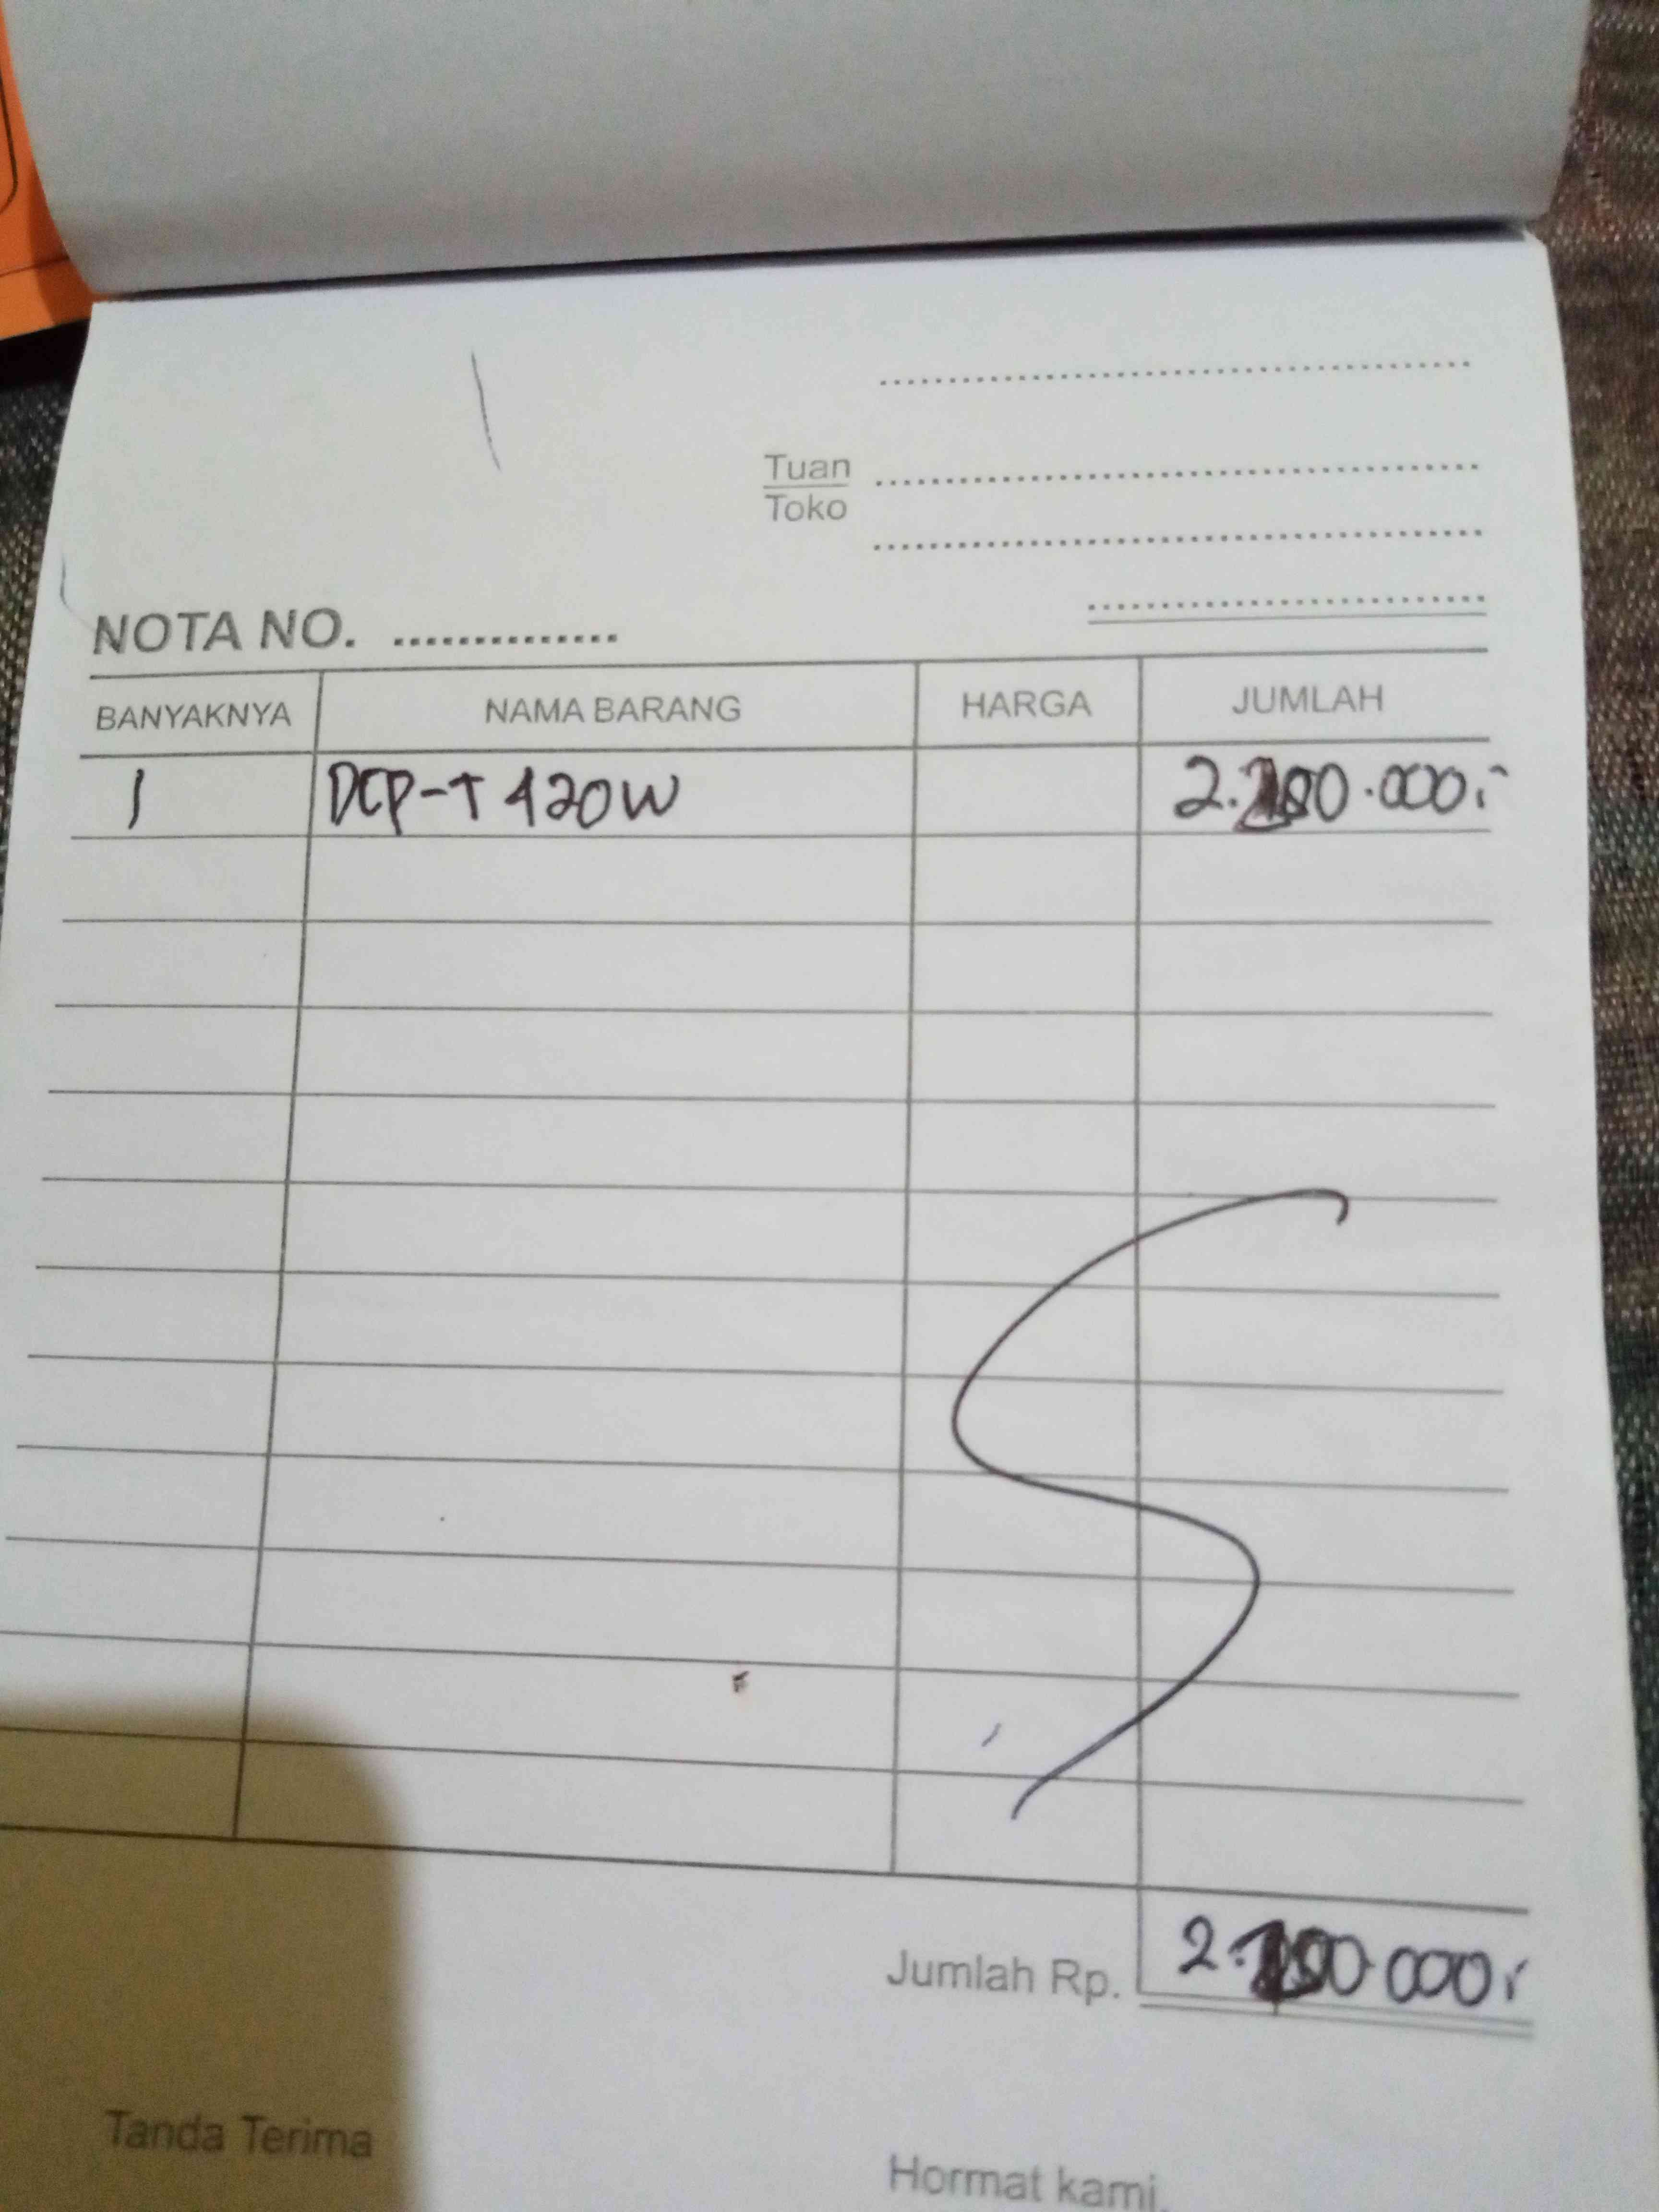 Tuan
Toko
NOTA NO.
BANYAKNYA NAMA BARANG HARGA JUMLAH
1 DCP-T420W
Jumlah Rp.
Tanda Terima
Hormat kami,